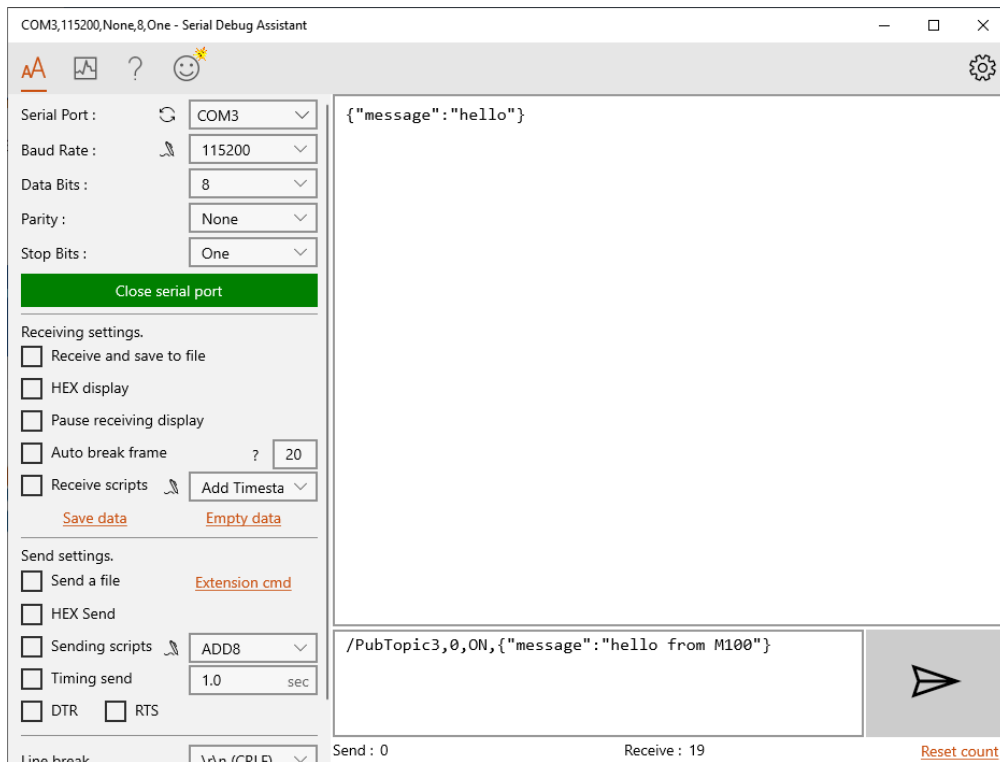 COM3,115200,None,8,One - Serial Debug Assistant
AA
?
Serial Port :
COM3
Baud Rate :
115200
Data Bits :
8
Parity :
None
Stop Bits :
One
Close serial port
Receiving settings.
Receive and save to file
HEX display
Pause receiving display
Auto break frame
?
20
Receive scripts
Add Timesta
Save data
Empty data
Send settings.
Send a file
Extension cmd
HEX Send
Sending scripts
ADD8
Timing send
1.0
sec
DTR
RTS
Line break
\r\n (CRLF)
{"message":"hello"}
/PubTopic3,0,ON,{"message":"hello from M100"}
Send : 0
Receive : 19
Reset count